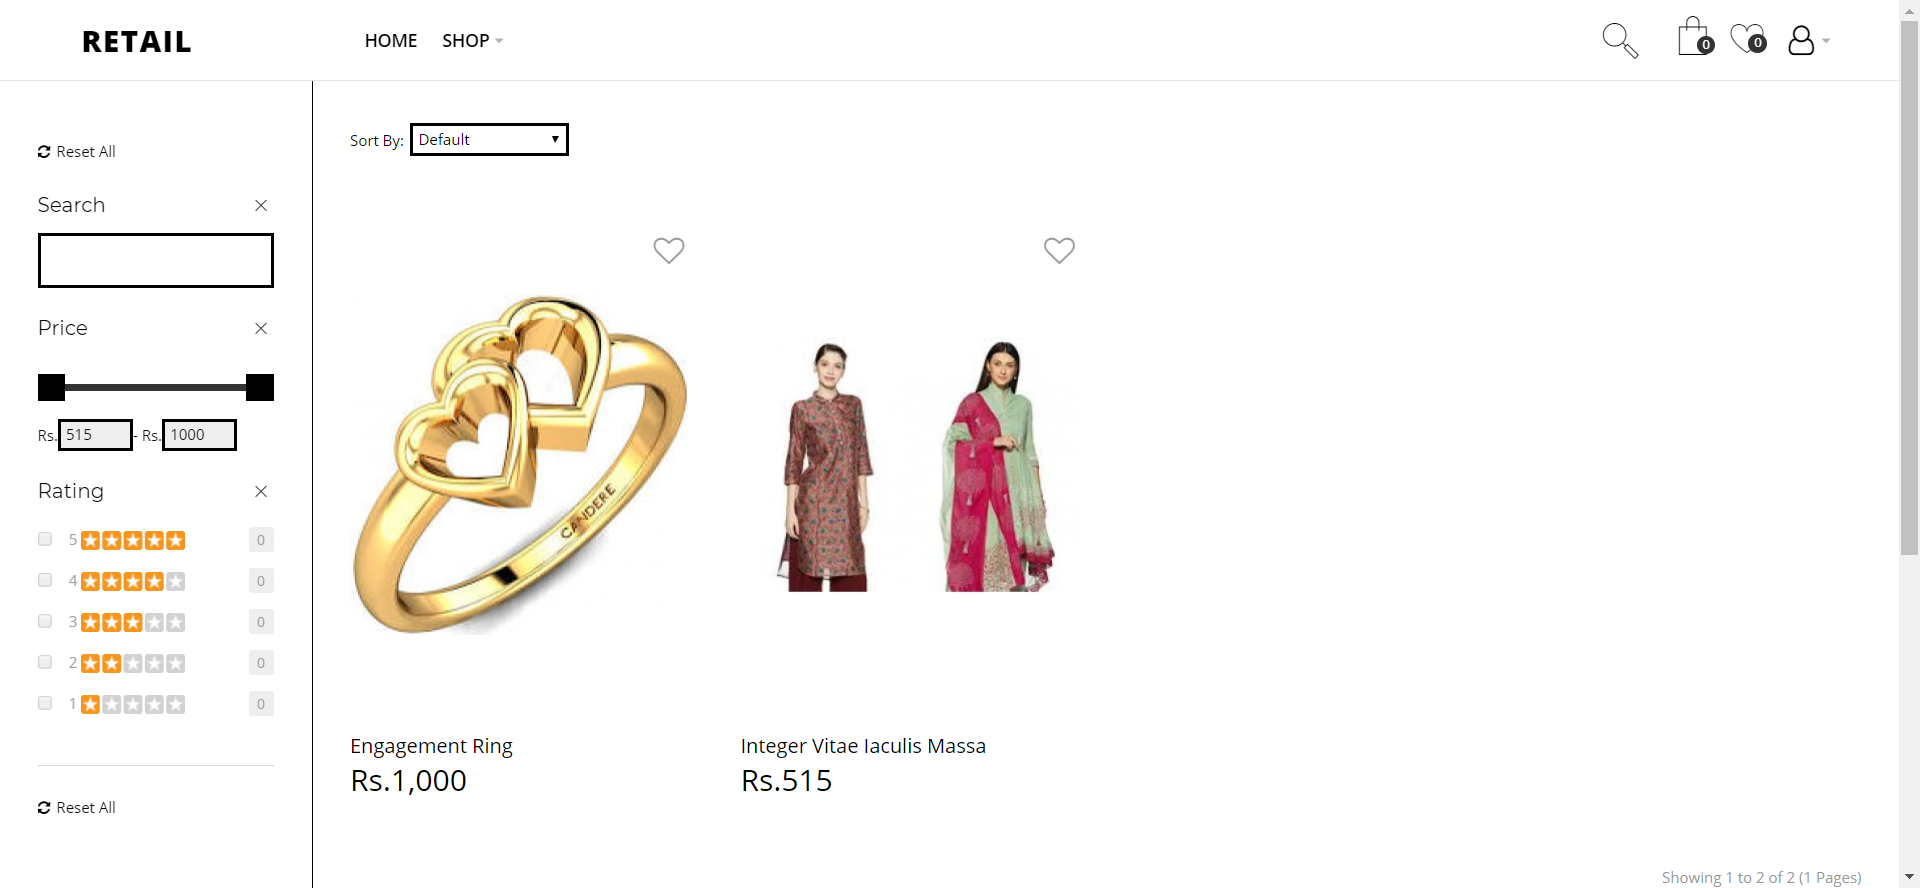 RETAIL
HOME
SHOP
0
0
Reset All
Search
Price
Rs. 515 - Rs. 1000
Rating
5 0
4 0
3 0
2 0
1 0
Reset All
Sort By: Default
CANDERE
Engagement Ring
Rs.1,000
Integer Vitae Iaculis Massa
Rs.515
Showing 1 to 2 of 2 (1 Pages)